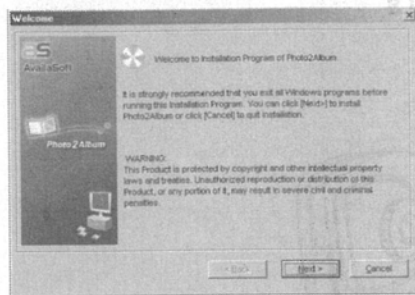 Welcome
AvailaSoft
Photo2Album
Welcome to Installation Program of Photo2Album
It is strongly recommended that you exit all Windows programs before
running this Installation Program. You can click [Next>] to install
Photo2Album or click [Cancel] to quit installation.
WARNING:
This Product is protected by copyright and other intellectual property
laws and treaties. Unauthorized reproduction or distribution of this
Product, or any portion of it, may result in severe civil and criminal
penalties.
< Back
Next >
Cancel